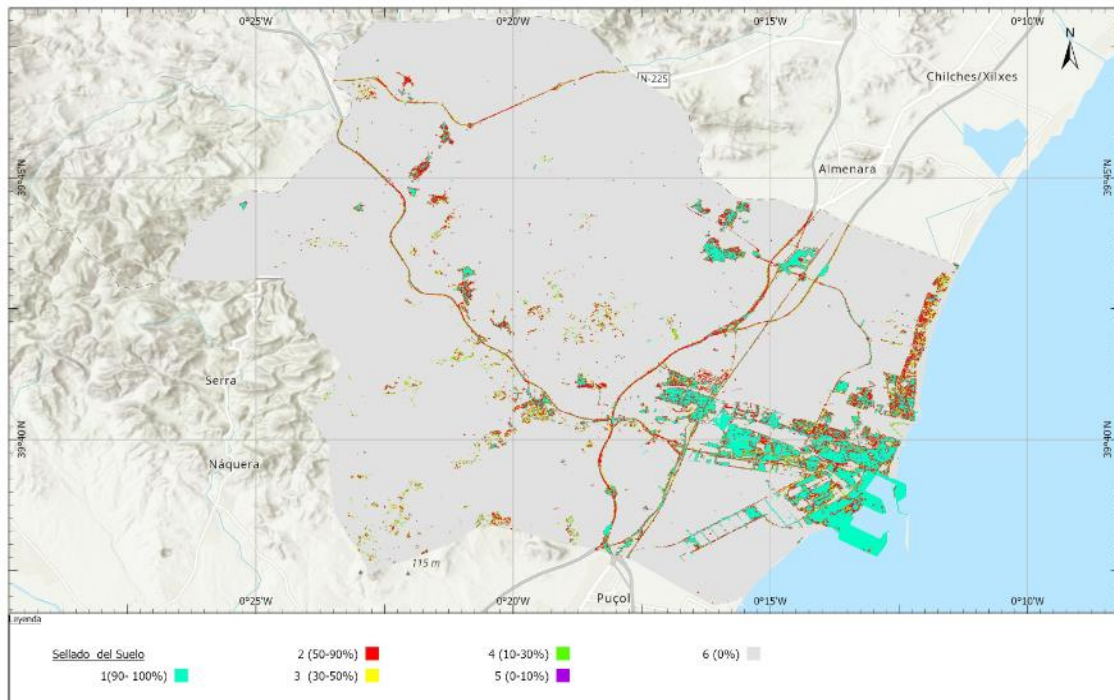 0°25'W 0°20'W 0°15'W 0°10'W
N
N-225
Chilches/Xilxes
Almenara
39°45'N 39°45'N
Serra
39°40'N 39°40'N
Náquera
115 m
Puçol
0°25'W 0°20'W 0°15'W 0°10'W
Leyenda
Sellado del Suelo
1(90- 100%)
2 (50-90%)
3 (30-50%)
4 (10-30%)
5 (0-10%)
6 (0%)